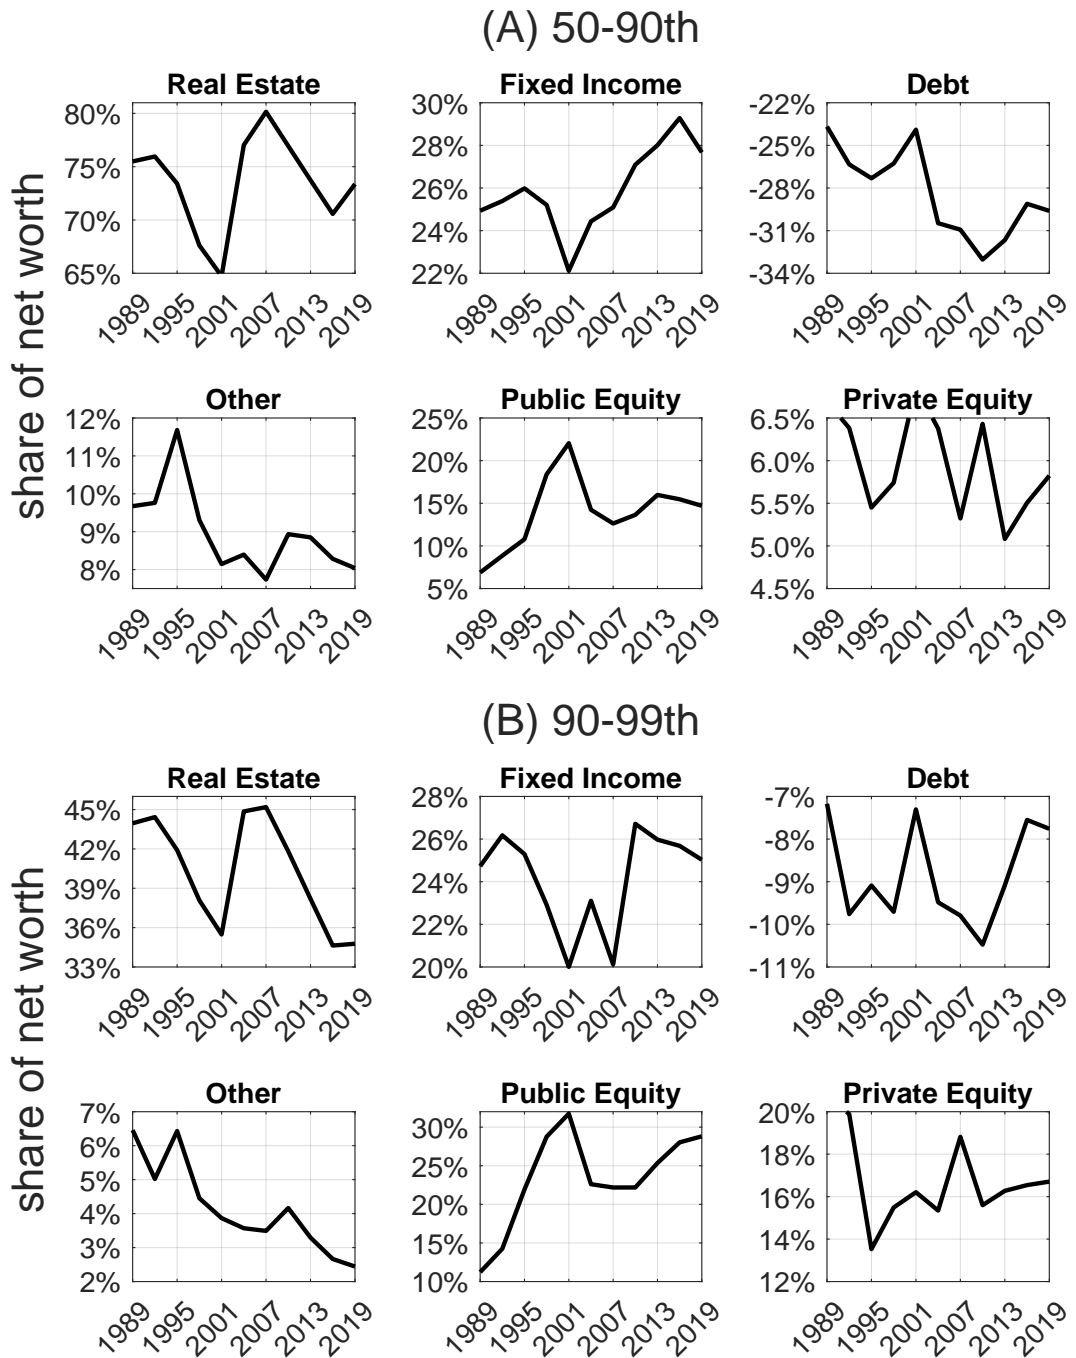 (A) 50-90th
share of net worth
Real Estate
80%
75%
70%
65%
1989 1995 2001 2007 2013 2019
Fixed Income
30%
28%
26%
24%
22%
1989 1995 2001 2007 2013 2019
Debt
-22%
-25%
-28%
-31%
-34%
1989 1995 2001 2007 2013 2019
Other
12%
11%
10%
9%
8%
1989 1995 2001 2007 2013 2019
Public Equity
25%
20%
15%
10%
5%
1989 1995 2001 2007 2013 2019
Private Equity
6.5%
6.0%
5.5%
5.0%
4.5%
1989 1995 2001 2007 2013 2019
(B) 90-99th
share of net worth
Real Estate
45%
42%
39%
36%
33%
1989 1995 2001 2007 2013 2019
Fixed Income
28%
26%
24%
22%
20%
1989 1995 2001 2007 2013 2019
Debt
-7%
-8%
-9%
-10%
-11%
1989 1995 2001 2007 2013 2019
Other
7%
6%
5%
4%
3%
2%
1989 1995 2001 2007 2013 2019
Public Equity
30%
25%
20%
15%
10%
1989 1995 2001 2007 2013 2019
Private Equity
20%
18%
16%
14%
12%
1989 1995 2001 2007 2013 2019